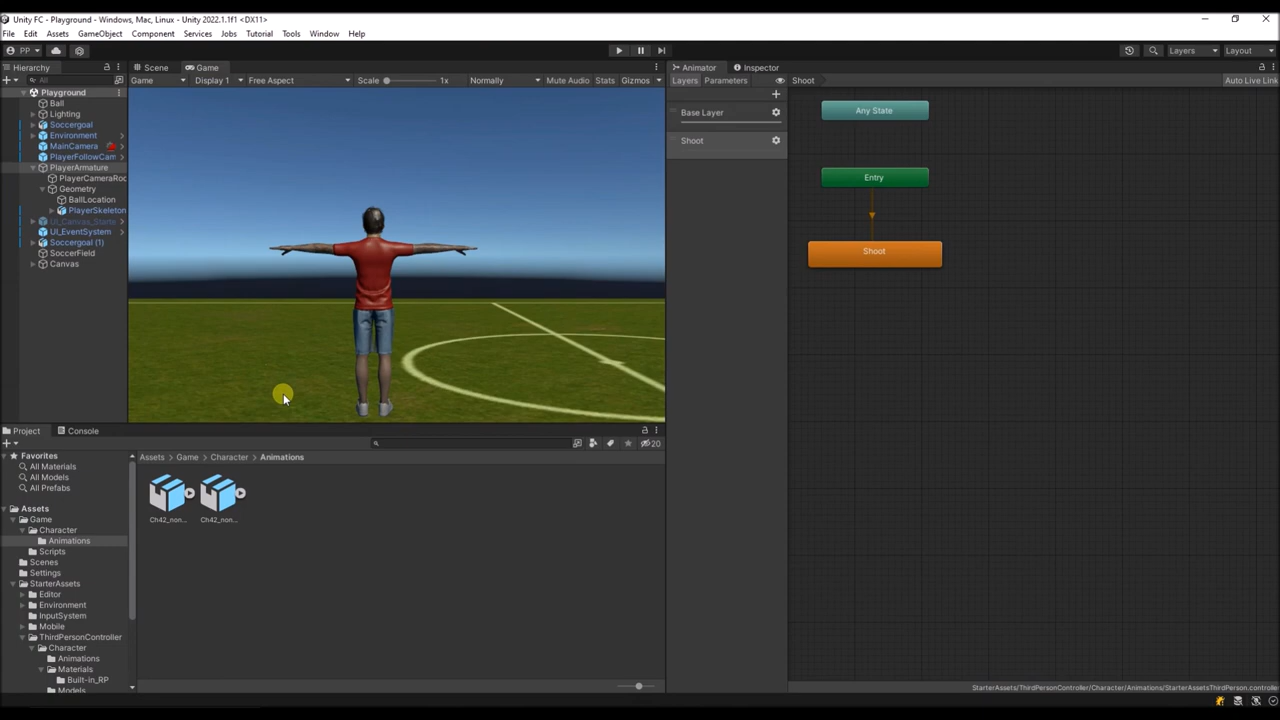 Unity FC - Playground - Windows, Mac, Linux - Unity 2022.1.1f1 <DX11>
File Edit Assets GameObject Component Services Jobs Tutorial Tools Window Help
PP Layers Layout
Hierarchy Scene Game Animator Inspector
All Game Display 1 Free Aspect Scale 1x Normally Mute Audio Stats Gizmos Layers Parameters Shoot Auto Live Link
Playground
Ball
Lighting
Soccergoal
Environment
MainCamera
PlayerFollowCam
PlayerArmature
PlayerCameraRoo
Geometry
BallLocation
PlayerSkeleton
UI_Canvas_Starte
UI_EventSystem
Soccergoal (1)
SoccerField
Canvas
Base Layer
Shoot
Any State
Entry
Shoot
Project Console
20
Favorites
All Materials
All Models
All Prefabs
Assets
Game
Character
Animations
Scripts
Scenes
Settings
StarterAssets
Editor
Environment
InputSystem
Mobile
ThirdPersonController
Character
Animations
Materials
Built-in_RP
Models
Assets > Game > Character > Animations
Ch42_non... Ch42_non...
StarterAssets/ThirdPersonController/Character/Animations/StarterAssetsThirdPerson.controller